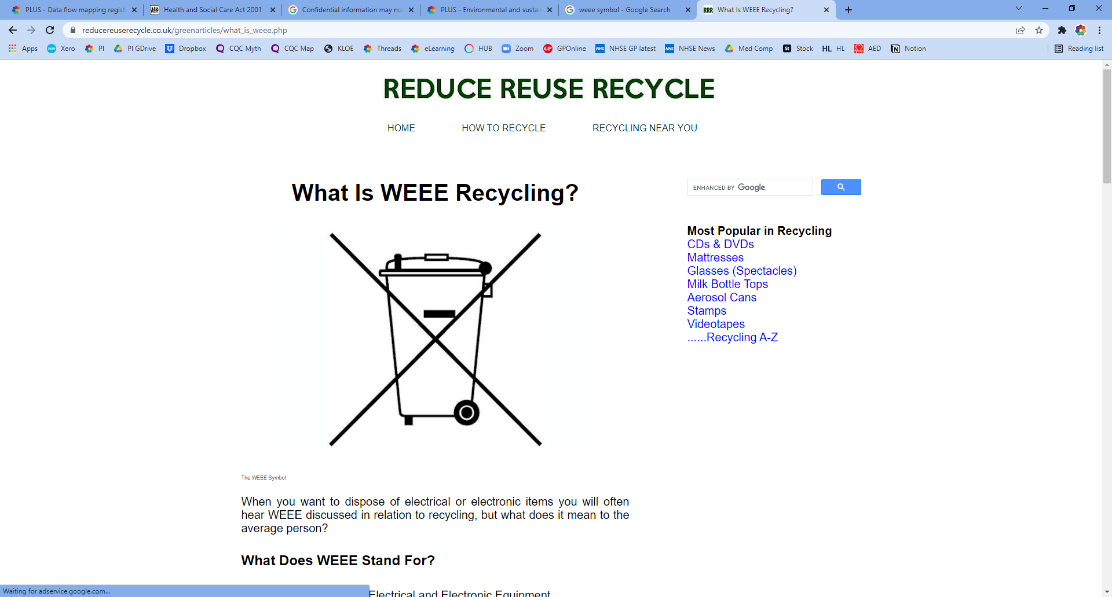 PLUS - Data flow mapping regist
Health and Social Care Act 2001
Confidential information may no
PLUS - Environmental and susta
weee symbol - Google Search
What Is WEEE Recycling?
reducereuserecycle.co.uk/greenarticles/what_is_weee.php
Apps Xero PI PI GDrive Dropbox CQC Myth CQC Map KLOE Threads eLearning HUB Zoom GPOnline NHSE GP latest NHSE News Med Comp Stock HL HL AED Notion Reading list
REDUCE REUSE RECYCLE
HOME HOW TO RECYCLE RECYCLING NEAR YOU
What Is WEEE Recycling?
The WEEE Symbol
When you want to dispose of electrical or electronic items you will often
hear WEEE discussed in relation to recycling, but what does it mean to the
average person?
What Does WEEE Stand For?
Electrical and Electronic Equipment
ENHANCED BY Google
Most Popular in Recycling
CDs & DVDs
Mattresses
Glasses (Spectacles)
Milk Bottle Tops
Aerosol Cans
Stamps
Videotapes
......Recycling A-Z
Waiting for adservice.google.com...